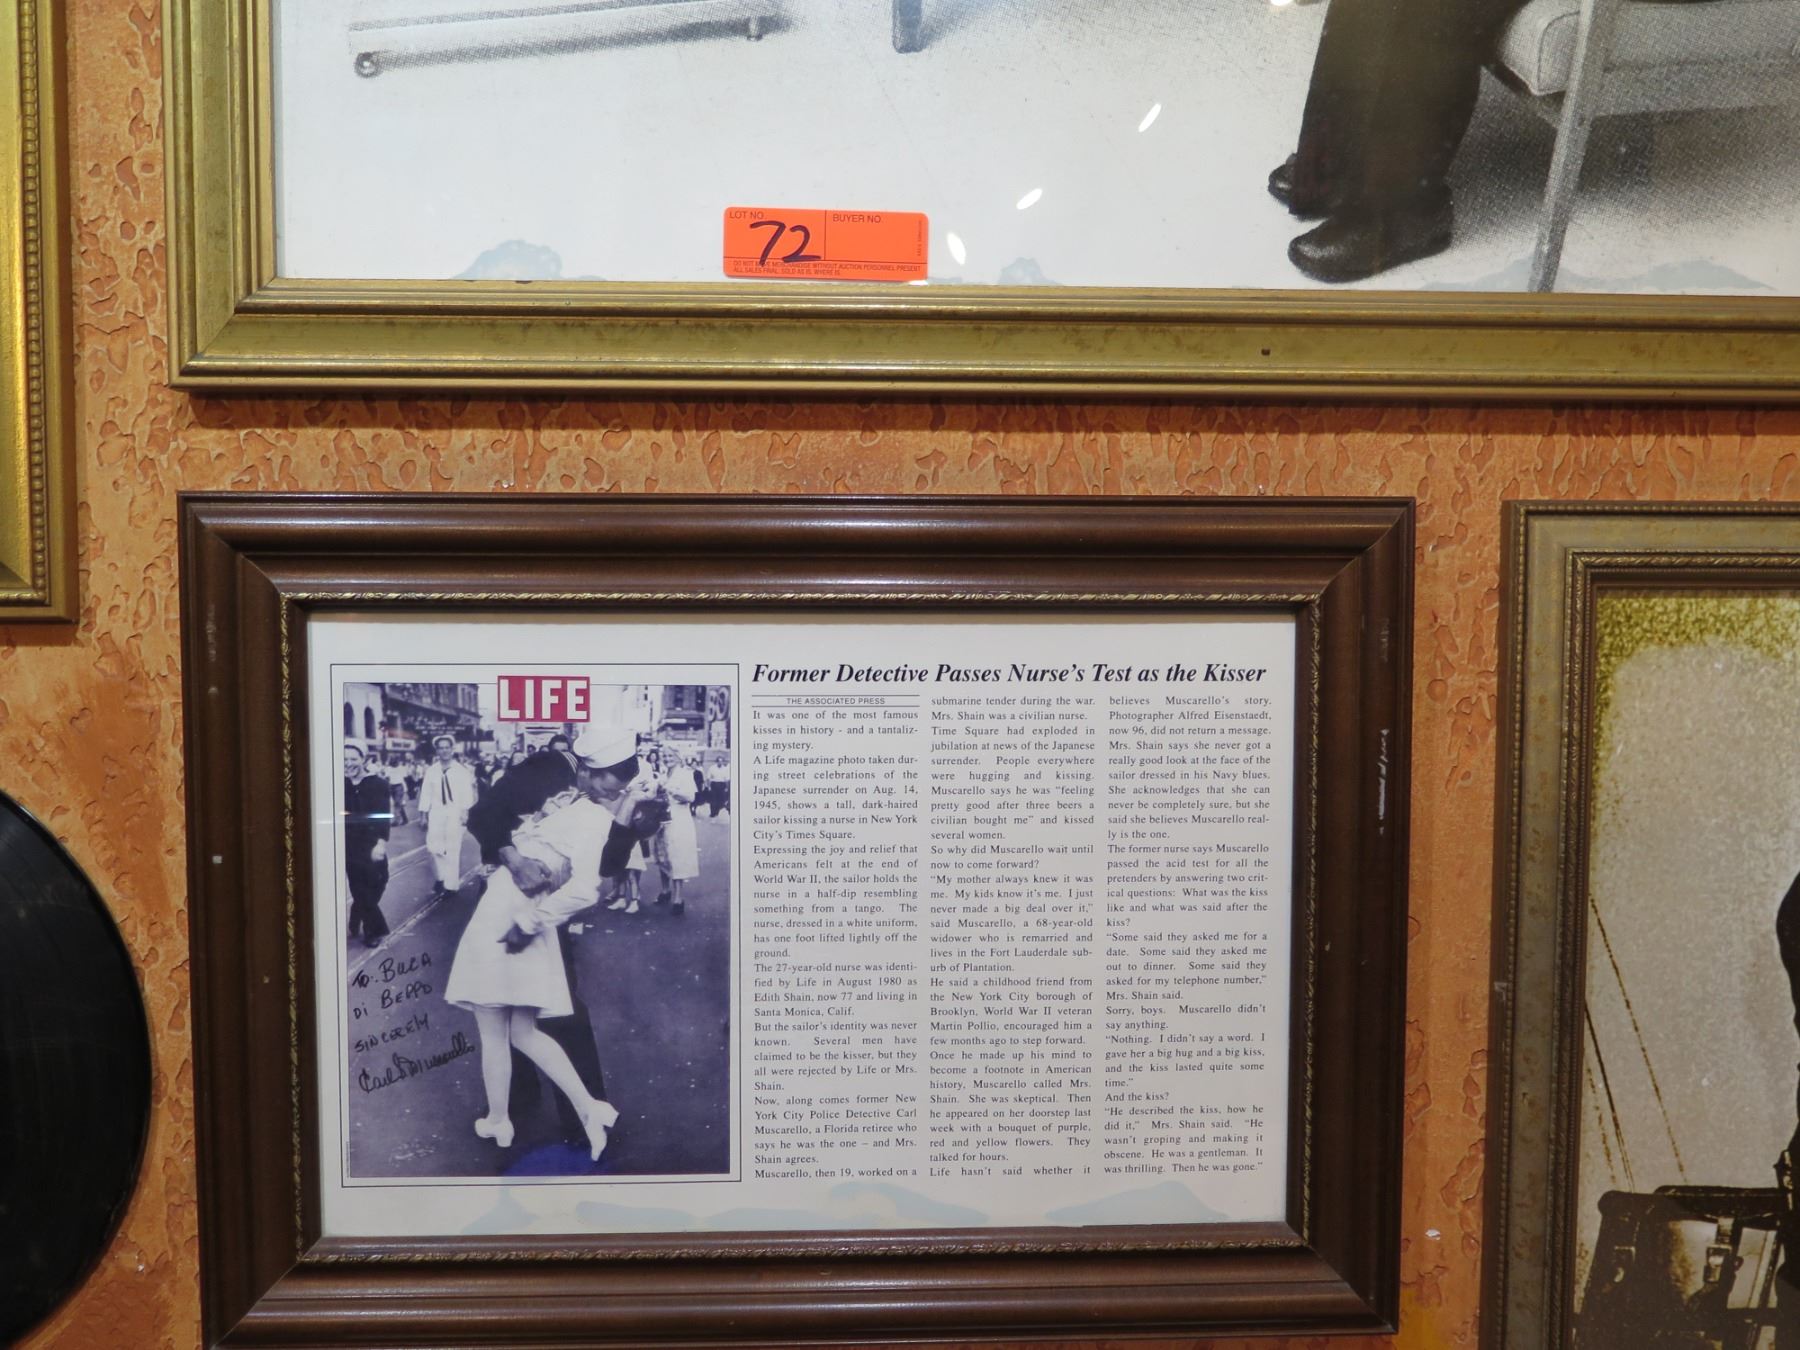 LOT NO.
72
BUYER NO.
DO NOT MOVE MERCHANDISE WITHOUT AUCTION PERSONNEL PRESENT
ALL SALES FINAL. SOLD AS IS, WHERE IS.
LIFE
TO: BUCA
DI BEPPO
SINCERELY
Carl Muscarello
Former Detective Passes Nurse's Test as the Kisser
THE ASSOCIATED PRESS
It was one of the most famous
kisses in history - and a tantaliz-
ing mystery.
A Life magazine photo taken dur-
ing street celebrations of the
Japanese surrender on Aug. 14,
1945, shows a tall, dark-haired
sailor kissing a nurse in New York
City's Times Square.
Expressing the joy and relief that
Americans felt at the end of
World War II, the sailor holds the
nurse in a half-dip resembling
something from a tango. The
nurse, dressed in a white uniform,
has one foot lifted lightly off the
ground.
The 27-year-old nurse was identi-
fied by Life in August 1980 as
Edith Shain, now 77 and living in
Santa Monica, Calif.
But the sailor's identity was never
known. Several men have
claimed to be the kisser, but they
all were rejected by Life or Mrs.
Shain.
Now, along comes former New
York City Police Detective Carl
Muscarello, a Florida retiree who
says he was the one – and Mrs.
Shain agrees.
Muscarello, then 19, worked on a
submarine tender during the war.
Mrs. Shain was a civilian nurse.
Time Square had exploded in
jubilation at news of the Japanese
surrender. People everywhere
were hugging and kissing.
Muscarello says he was "feeling
pretty good after three beers a
civilian bought me" and kissed
several women.
So why did Muscarello wait until
now to come forward?
"My mother always knew it was
me. My kids know it's me. I just
never made a big deal over it,"
said Muscarello, a 68-year-old
widower who is remarried and
lives in the Fort Lauderdale sub-
urb of Plantation.
He said a childhood friend from
the New York City borough of
Brooklyn, World War II veteran
Martin Pollio, encouraged him a
few months ago to step forward.
Once he made up his mind to
become a footnote in American
history, Muscarello called Mrs.
Shain. She was skeptical. Then
he appeared on her doorstep last
week with a bouquet of purple,
red and yellow flowers. They
talked for hours.
Life hasn't said whether it
believes Muscarello's story.
Photographer Alfred Eisenstaedt,
now 96, did not return a message.
Mrs. Shain says she never got a
really good look at the face of the
sailor dressed in his Navy blues.
She acknowledges that she can
never be completely sure, but she
said she believes Muscarello real-
ly is the one.
The former nurse says Muscarello
passed the acid test for all the
pretenders by answering two crit-
ical questions: What was the kiss
like and what was said after the
kiss?
"Some said they asked me for a
date. Some said they asked me
out to dinner. Some said they
asked for my telephone number,"
Mrs. Shain said.
Sorry, boys. Muscarello didn't
say anything.
"Nothing. I didn't say a word. I
gave her a big hug and a big kiss,
and the kiss lasted quite some
time."
And the kiss?
"He described the kiss, how he
did it," Mrs. Shain said. "He
wasn't groping and making it
obscene. He was a gentleman. It
was thrilling. Then he was gone."